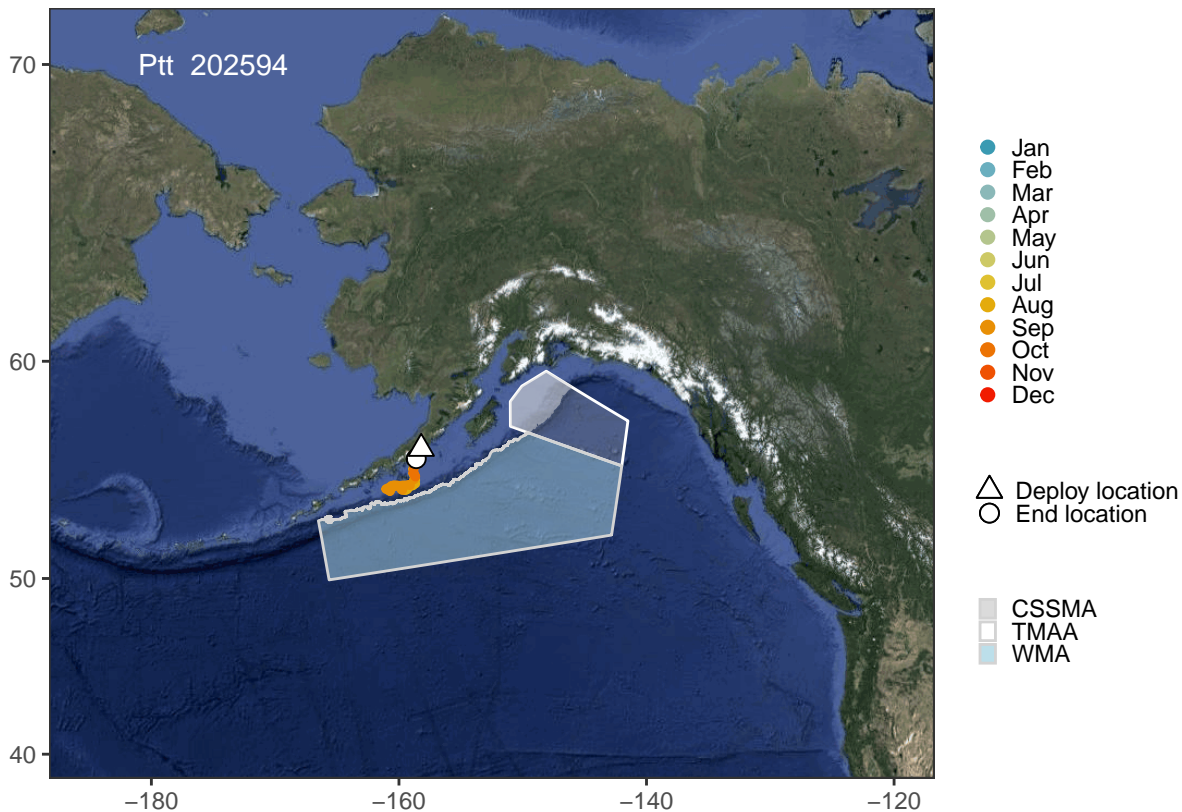 Ptt 202594
70
60
50
40
−180
−160
−140
−120
Jan
Feb
Mar
Apr
May
Jun
Jul
Aug
Sep
Oct
Nov
Dec
Deploy location
End location
CSSMA
TMAA
WMA